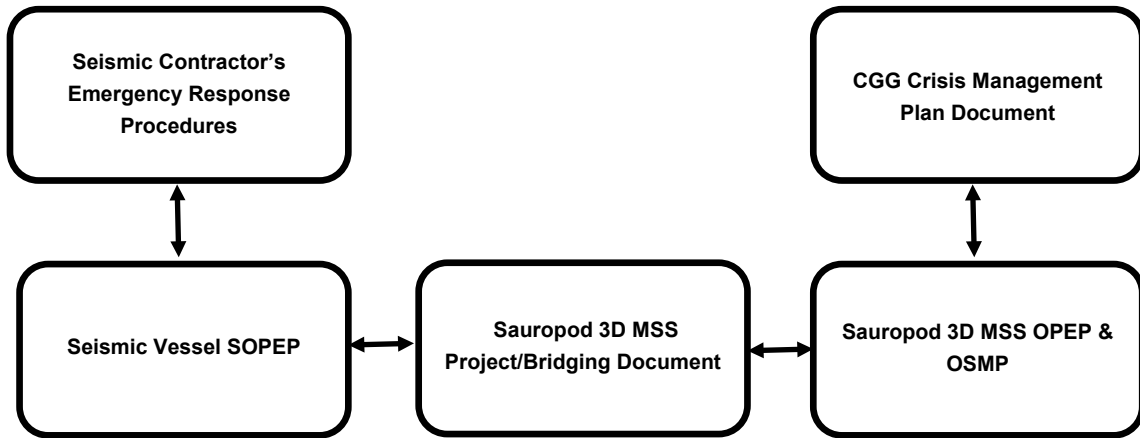 Seismic Contractor's
Emergency Response
Procedures
CGG Crisis Management
Plan Document
Seismic Vessel SOPEP
Sauropod 3D MSS
Project/Bridging Document
Sauropod 3D MSS OPEP &
OSMP